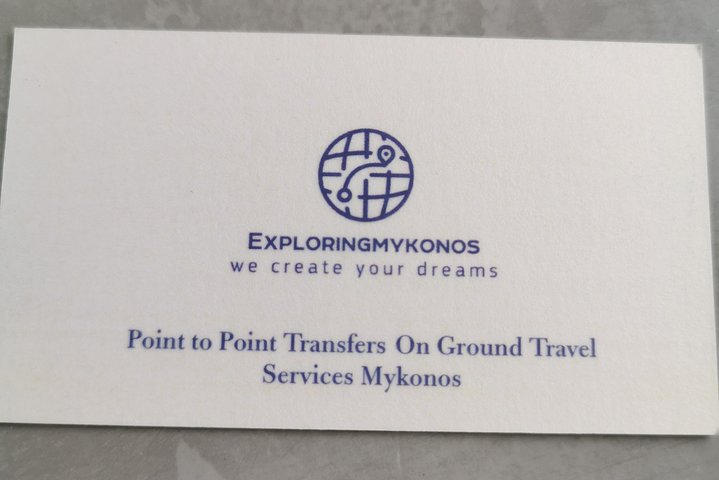 EXPLORINGMYKONOS
we create your dreams
Point to Point Transfers On Ground Travel
Services Mykonos